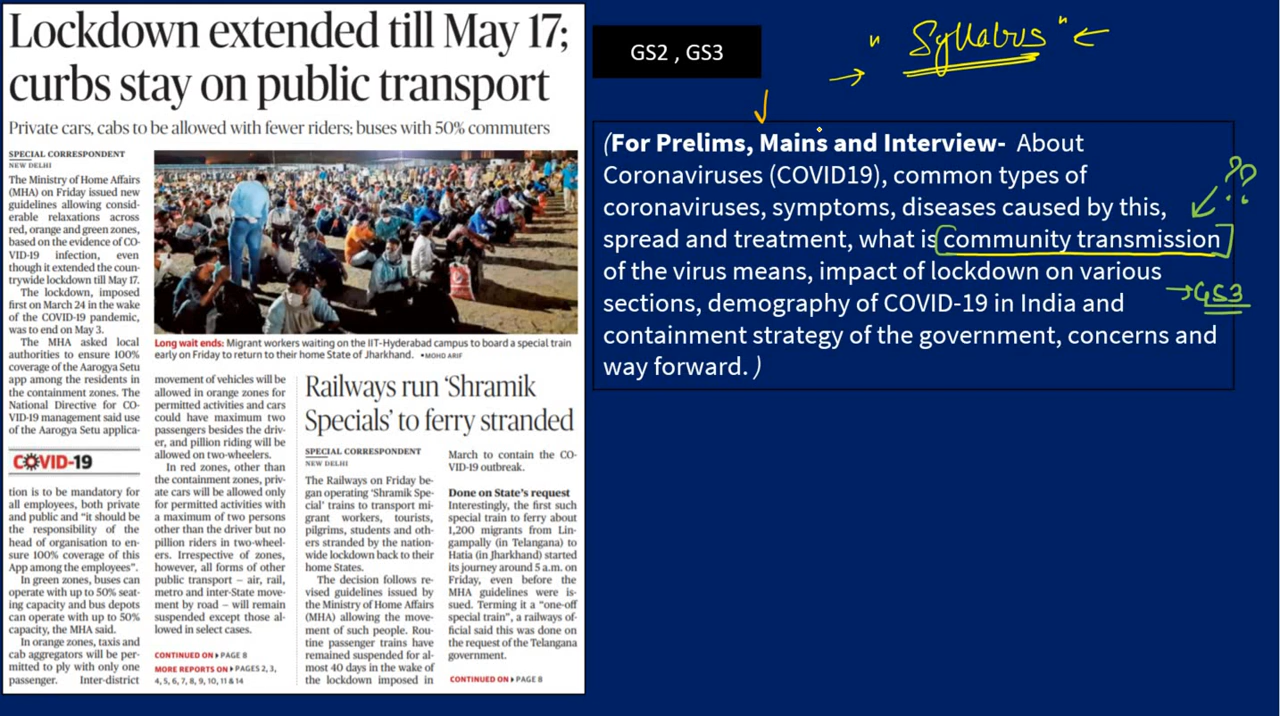 Lockdown extended till May 17;
curbs stay on public transport
Private cars, cabs to be allowed with fewer riders; buses with 50% commuters
SPECIAL CORRESPONDENT
NEW DELHI
The Ministry of Home Affairs
(MHA) on Friday issued new
guidelines allowing consid-
erable relaxations across
red, orange and green zones,
based on the evidence of CO-
VID-19 infection, even
though it extended the coun-
trywide lockdown till May 17.
The lockdown, imposed
first on March 24 in the wake
of the COVID-19 pandemic,
was to end on May 3.
The MHA asked local
authorities to ensure 100%
coverage of the Aarogya Setu
app among the residents in
the containment zones. The
National Directive for CO-
VID-19 management said use
of the Aarogya Setu applica-
COVID-19
tion is to be mandatory for
all employees, both private
and public and “it should be
the responsibility of the
head of organisation to en-
sure 100% coverage of this
App among the employees”.
In green zones, buses can
operate with up to 50% seat-
ing capacity and bus depots
can operate with up to 50%
capacity, the MHA said.
In orange zones, taxis and
cab aggregators will be per-
mitted to ply with only one
passenger. Inter-district
Long wait ends: Migrant workers waiting on the IIT-Hyderabad campus to board a special train
early on Friday to return to their home State of Jharkhand. •MOHD ARIF
movement of vehicles will be
allowed in orange zones for
permitted activities and cars
could have maximum two
passengers besides the driv-
er, and pillion riding will be
allowed on two-wheelers.
In red zones, other than
the containment zones, priv-
ate cars will be allowed only
for permitted activities with
a maximum of two persons
other than the driver but no
pillion riders in two-wheel-
ers. Irrespective of zones,
however, all forms of other
public transport – air, rail,
metro and inter-State move-
ment by road – will remain
suspended except those al-
lowed in select cases.
CONTINUED ON ▸ PAGE 8
MORE REPORTS ON ▸ PAGES 2, 3,
4, 5, 6, 7, 8, 9, 10, 11 & 14
Railways run ‘Shramik
Specials’ to ferry stranded
SPECIAL CORRESPONDENT
NEW DELHI
The Railways on Friday be-
gan operating ‘Shramik Spe-
cial’ trains to transport mi-
grant workers, tourists,
pilgrims, students and oth-
ers stranded by the nation-
wide lockdown back to their
home States.
The decision follows re-
vised guidelines issued by
the Ministry of Home Affairs
(MHA) allowing the move-
ment of such people. Rou-
tine passenger trains have
remained suspended for al-
most 40 days in the wake of
the lockdown imposed in
March to contain the CO-
VID-19 outbreak.
Done on State’s request
Interestingly, the first such
special train to ferry about
1,200 migrants from Lin-
gampally (in Telangana) to
Hatia (in Jharkhand) started
its journey around 5 a.m. on
Friday, even before the
MHA guidelines were is-
sued. Terming it a “one-off
special train”, a railways of-
ficial said this was done on
the request of the Telangana
government.
CONTINUED ON ▸ PAGE 8
GS2 , GS3
" Syllabus "
(For Prelims, Mains and Interview- About
Coronaviruses (COVID19), common types of
coronaviruses, symptoms, diseases caused by this,
spread and treatment, what is community transmission
of the virus means, impact of lockdown on various
sections, demography of COVID-19 in India and
containment strategy of the government, concerns and
way forward. )
??
GS3